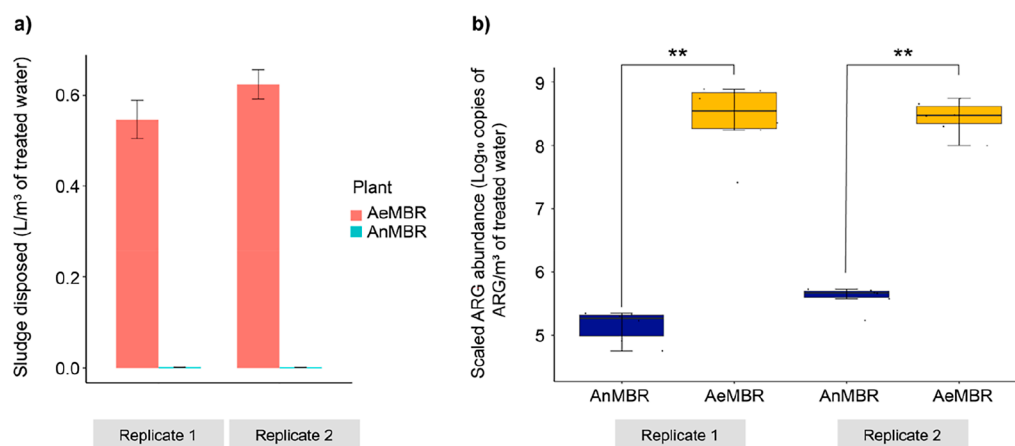 a)
Sludge disposed (L/m³ of treated water)
0.6
0.4
0.2
0.0
Replicate 1
Replicate 2
Plant
AeMBR
AnMBR
b)
Scaled ARG abundance (Log₁₀ copies of
ARG/m³ of treated water)
9
8
7
6
5
**
**
AnMBR
AeMBR
AnMBR
AeMBR
Replicate 1
Replicate 2